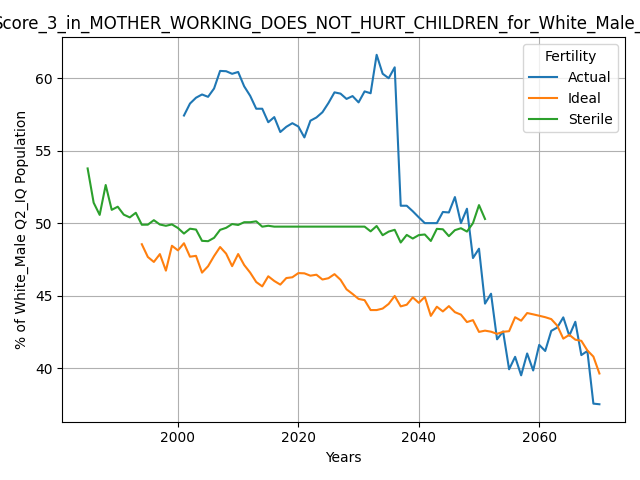 Score_3_in_MOTHER_WORKING_DOES_NOT_HURT_CHILDREN_for_White_Male_
Fertility
Actual
Ideal
Sterile
% of White_Male Q2_IQ Population
60
55
50
45
40
2000
2020
2040
2060
Years